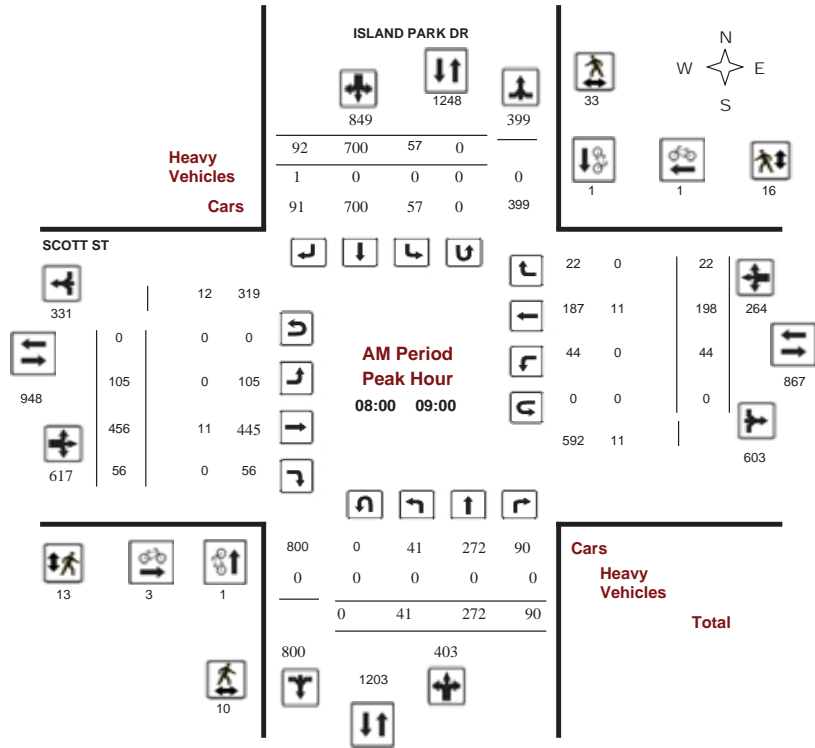 ISLAND PARK DR
N
W E
S
1248
33
849 399
92 700 57 0
Heavy
Vehicles
1 0 0 0 0
1 1 16
Cars 91 700 57 0 399
SCOTT ST
331
12 319
22 0 22
187 11 198 264
0 0 0
948
105 0 105
AM Period
Peak Hour
08:00 09:00
44 0 44
867
0 0 0
456 11 445
592 11
603
617
56 0 56
800 0 41 272 90
Cars
0 0 0 0 0
Heavy
Vehicles
13 3 1
0 41 272 90
Total
800 403
1203
10